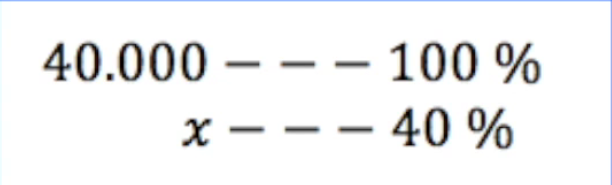 40.000 − − − 100 %
x − − − 40 %